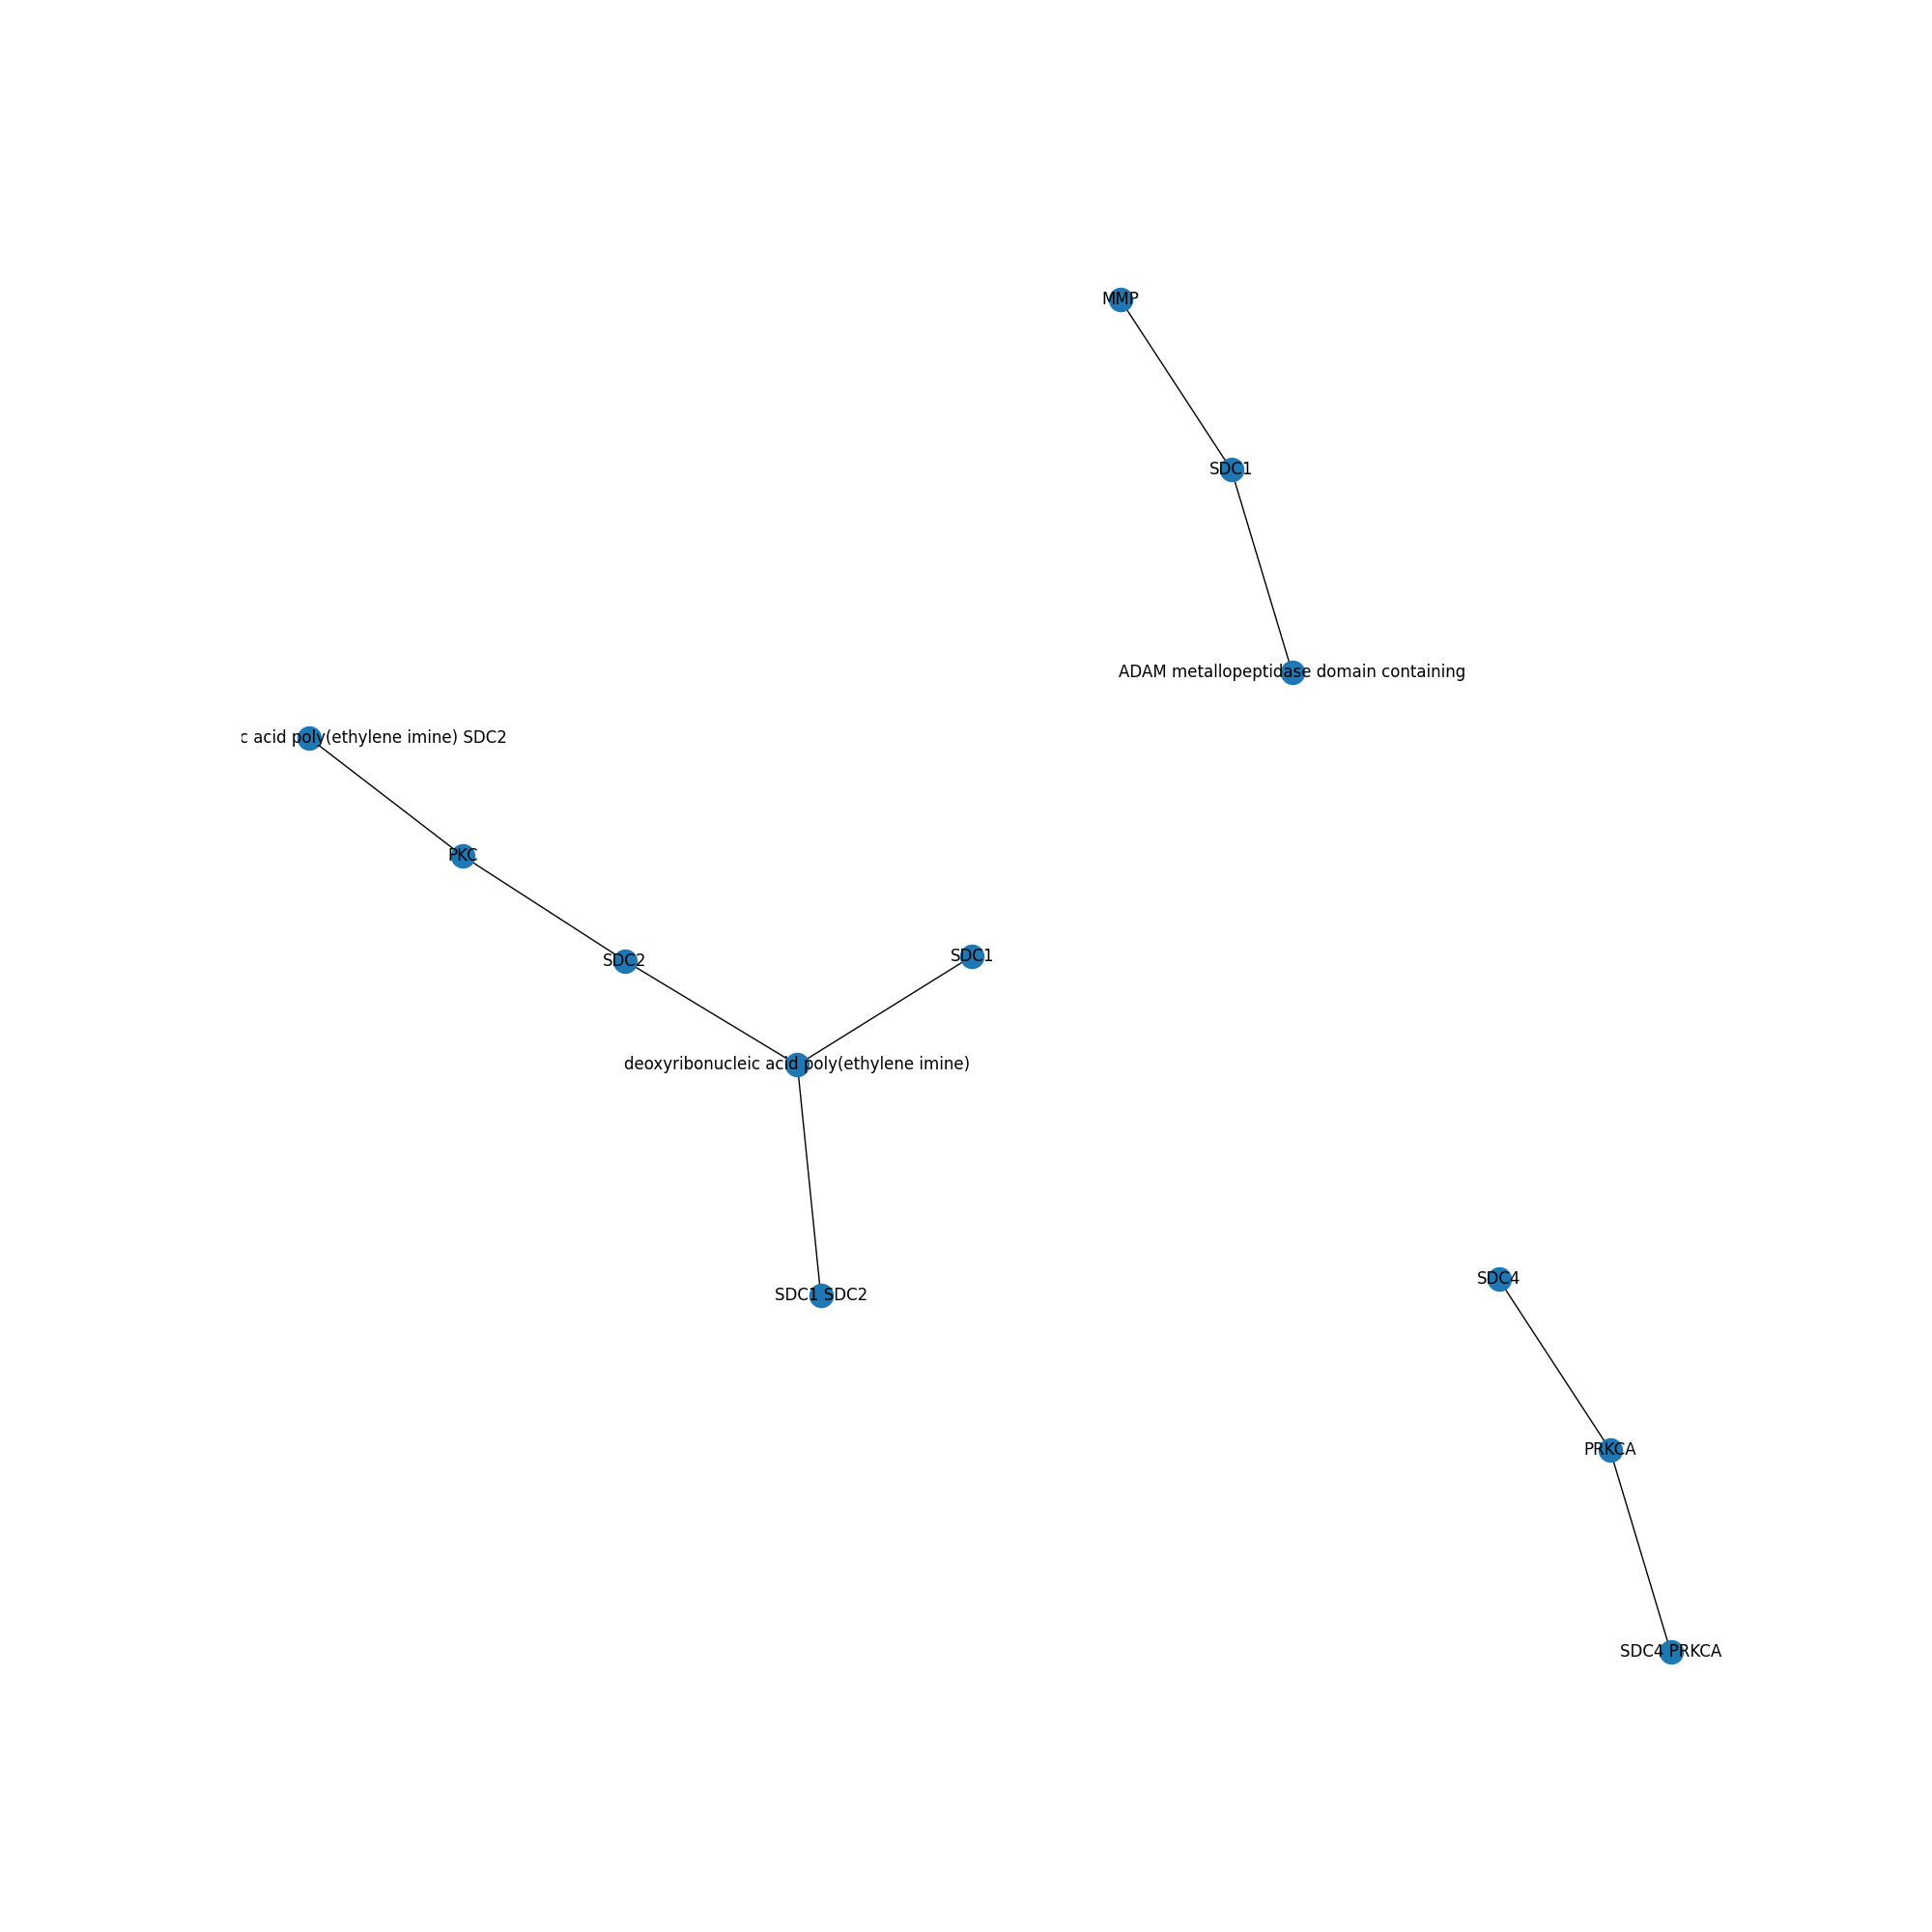 MMP
SDC1
ADAM metallopeptidase domain containing
c acid poly(ethylene imine) SDC2
PKC
SDC2
SDC1
deoxyribonucleic acid poly(ethylene imine)
SDC1 SDC2
SDC4
PRKCA
SDC4 PRKCA